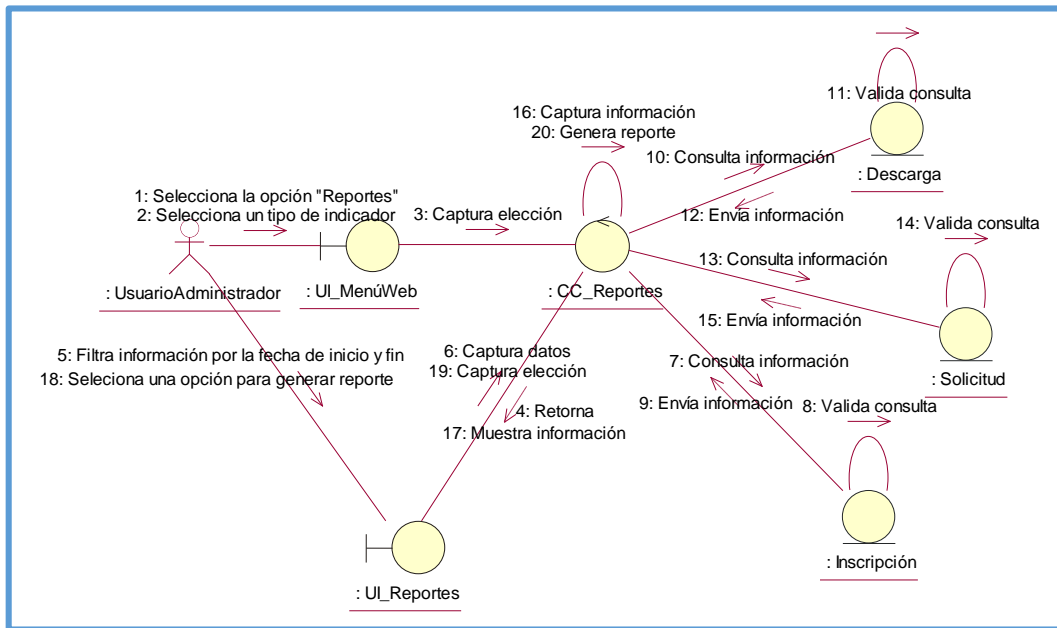 11: Valida consulta
16: Captura información
20: Genera reporte
10: Consulta información
: Descarga
1: Selecciona la opción "Reportes"
2: Selecciona un tipo de indicador
3: Captura elección
12: Envía información
14: Valida consulta
13: Consulta información
: UsuarioAdministrador
: UI_MenúWeb
: CC_Reportes
15: Envía información
5: Filtra información por la fecha de inicio y fin
18: Seleciona una opción para generar reporte
6: Captura datos
19: Captura elección
7: Consulta información
: Solicitud
4: Retorna
17: Muestra información
9: Envía información
8: Valida consulta
: Inscripción
: UI_Reportes